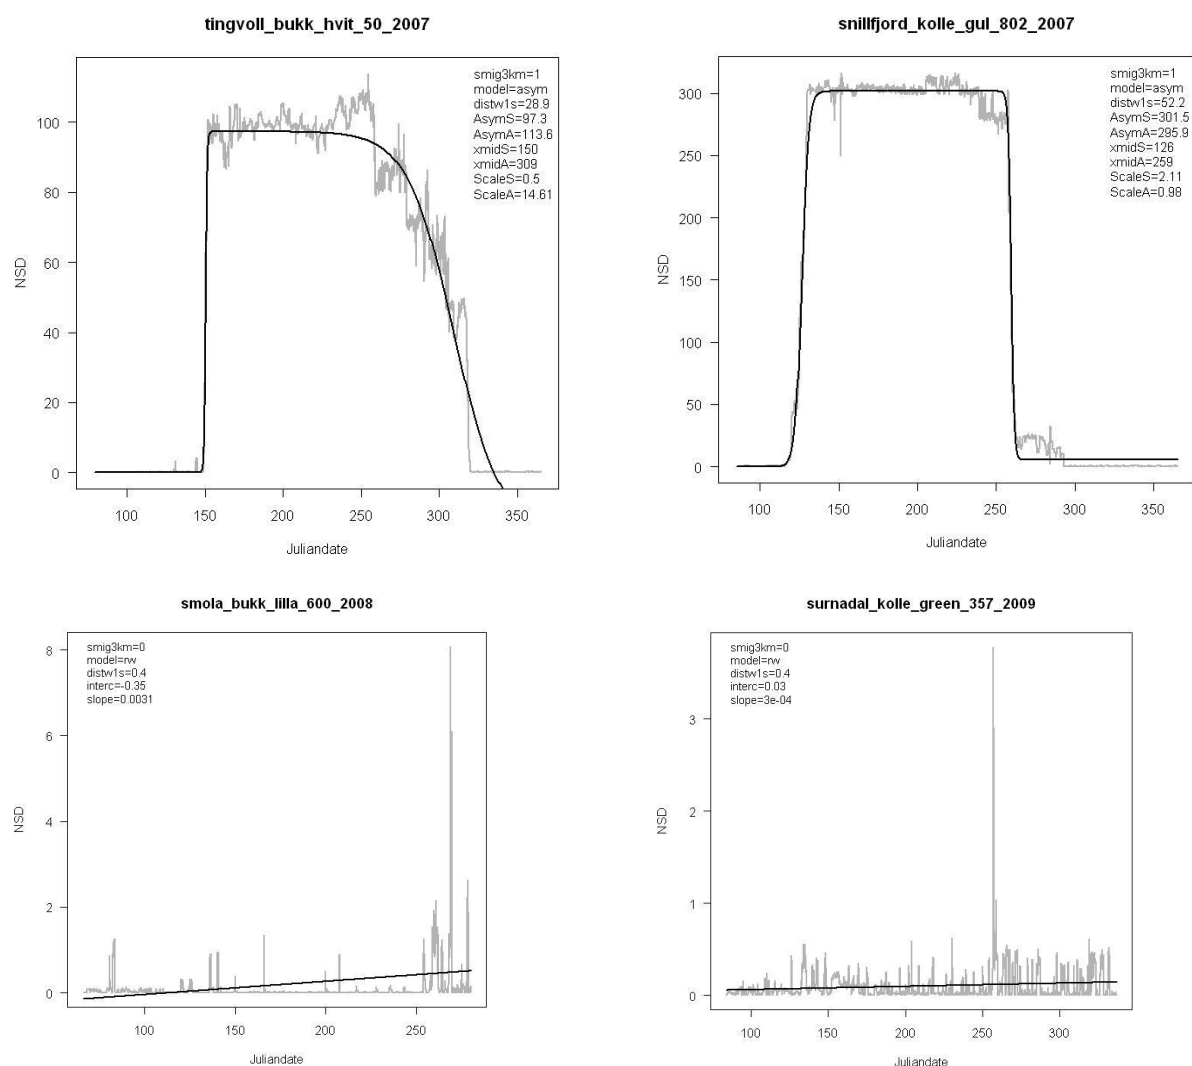 tingvoll_bukk_hvit_50_2007
smig3km=1
model=asym
distw1s=28.9
AsymS=97.3
AsymA=113.6
xmidS=150
xmidA=309
ScaleS=0.5
ScaleA=14.61
100
80
60
40
20
0
NSD
100 150 200 250 300 350
Juliandate
snillfjord_kolle_gul_802_2007
smig3km=1
model=asym
distw1s=52.2
AsymS=301.5
AsymA=295.9
xmidS=126
xmidA=259
ScaleS=2.11
ScaleA=0.98
300
250
200
150
100
50
0
NSD
100 150 200 250 300 350
Juliandate
smola_bukk_lilla_600_2008
smig3km=0
model=rw
distw1s=0.4
interc=-0.35
slope=0.0031
8
6
4
2
0
NSD
100 150 200 250
Juliandate
surnadal_kolle_green_357_2009
smig3km=0
model=rw
distw1s=0.4
interc=0.03
slope=3e-04
3
2
1
0
NSD
100 150 200 250 300
Juliandate